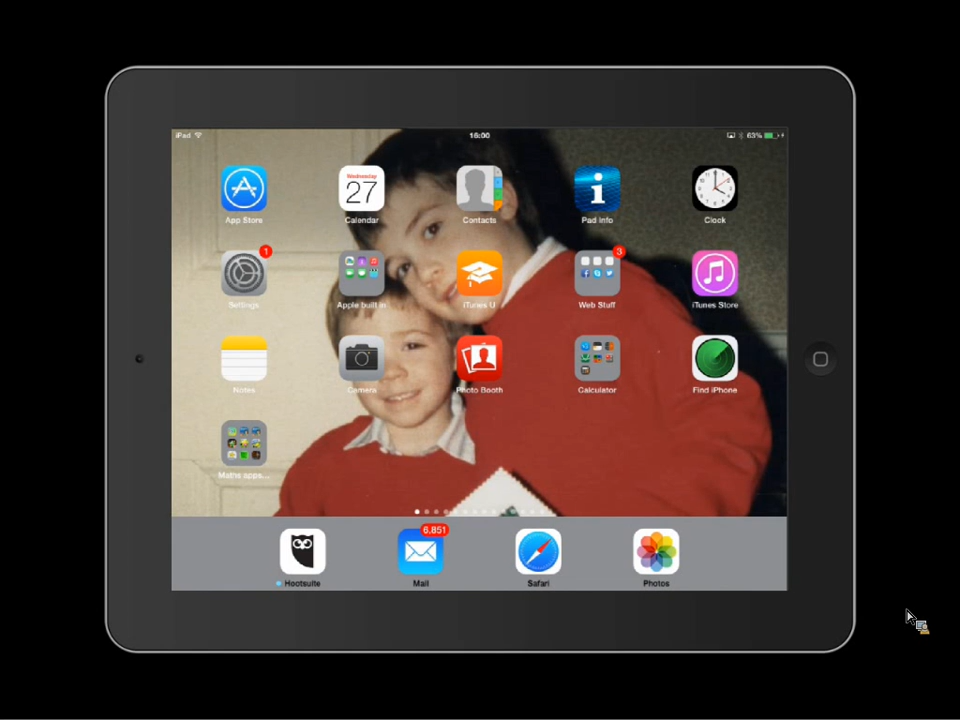 iPad 16:00 63%
App Store Calendar Contacts Pad Info Clock
Wednesday
27
1
3
Settings Apple built in iTunes U Web Stuff iTunes Store
Notes Camera Photo Booth Calculator Find iPhone
Maths apps...
6,851
Hootsuite Mail Safari Photos